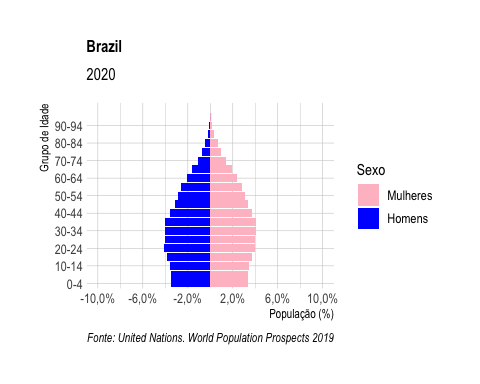 Brazil
2020
Grupo de Idade
90-94
80-84
70-74
60-64
50-54
40-44
30-34
20-24
10-14
0-4
-10,0% -6,0% -2,0% 2,0% 6,0% 10,0%
População (%)
Sexo
Mulheres
Homens
Fonte: United Nations. World Population Prospects 2019